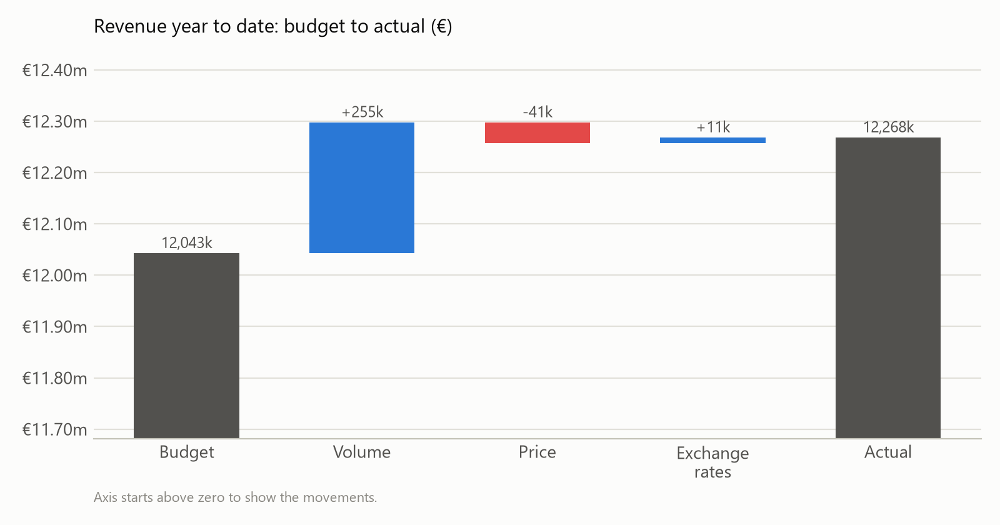 Revenue year to date: budget to actual (€)
€12.40m
€12.30m
€12.20m
€12.10m
€12.00m
€11.90m
€11.80m
€11.70m
12,043k
+255k
-41k
+11k
12,268k
Budget
Volume
Price
Exchange
rates
Actual
Axis starts above zero to show the movements.